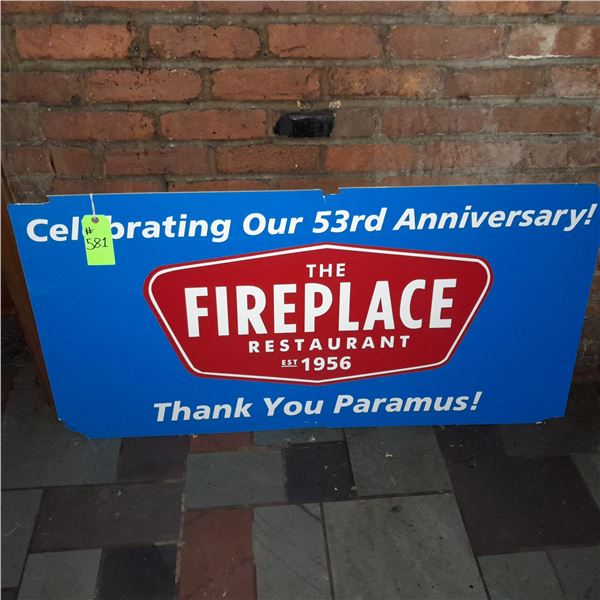 Celebrating Our 53rd Anniversary!
#
581
THE
FIREPLACE
RESTAURANT
EST 1956
Thank You Paramus!